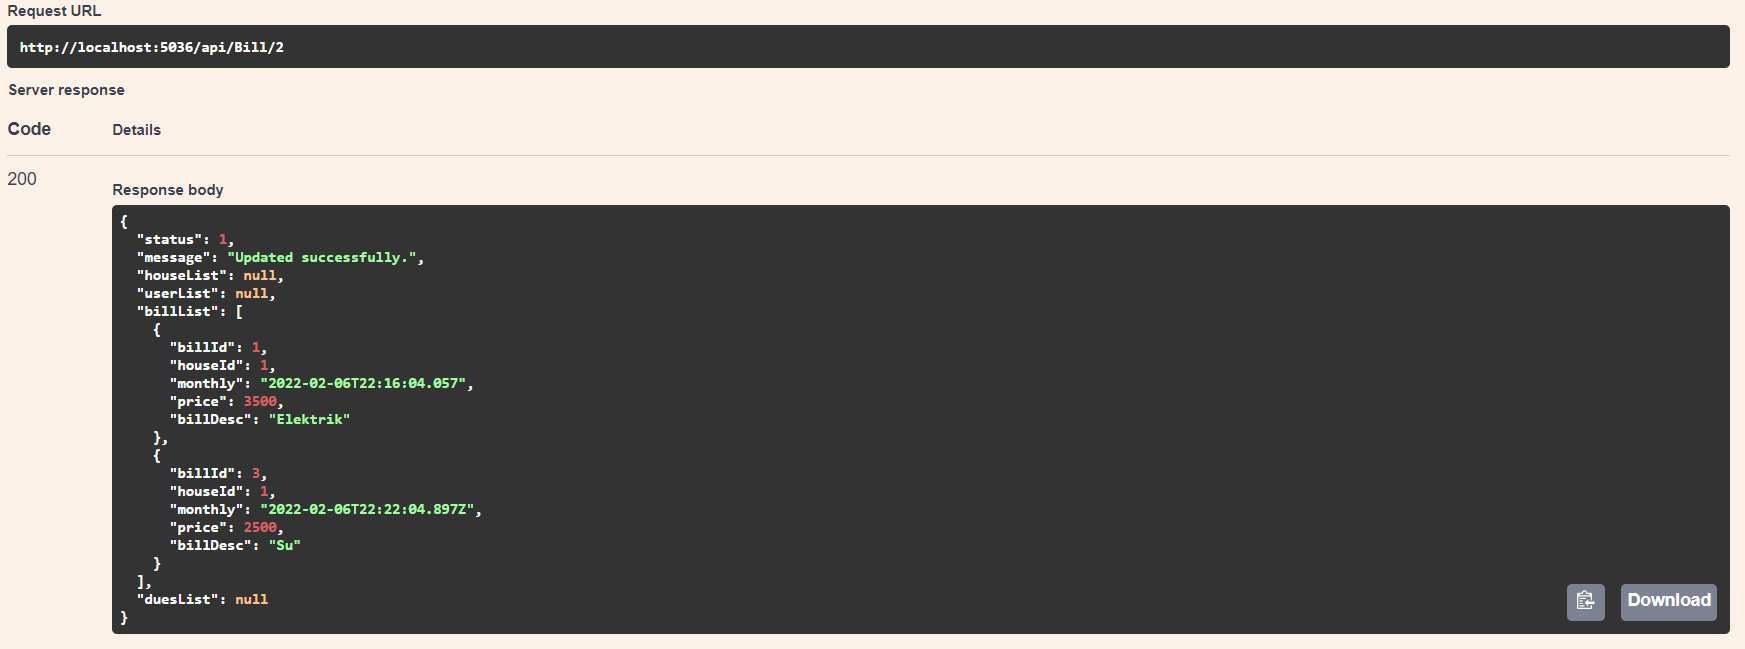 Request URL
http://localhost:5036/api/Bill/2
Server response
Code Details
200
Response body
{
  "status": 1,
  "message": "Updated successfully.",
  "houseList": null,
  "userList": null,
  "billList": [
    {
      "billId": 1,
      "houseId": 1,
      "monthly": "2022-02-06T22:16:04.057",
      "price": 3500,
      "billDesc": "Elektrik"
    },
    {
      "billId": 3,
      "houseId": 1,
      "monthly": "2022-02-06T22:22:04.897Z",
      "price": 2500,
      "billDesc": "Su"
    }
  ],
  "duesList": null
}
Download